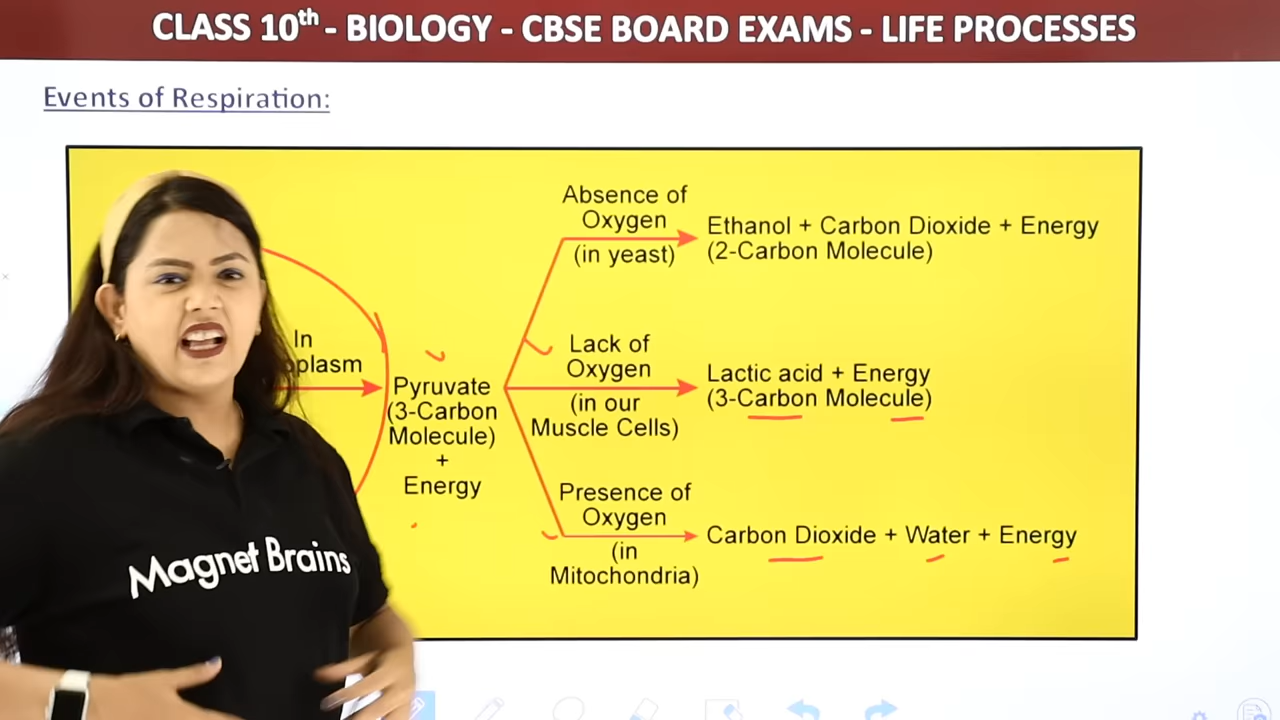 CLASS 10th - BIOLOGY - CBSE BOARD EXAMS - LIFE PROCESSES
Events of Respiration:
Absence of
Oxygen
(in yeast)
Ethanol + Carbon Dioxide + Energy
(2-Carbon Molecule)
In
oplasm
Pyruvate
(3-Carbon
Molecule)
+
Energy
Lack of
Oxygen
(in our
Muscle Cells)
Lactic acid + Energy
(3-Carbon Molecule)
Presence of
Oxygen
(in
Mitochondria)
Carbon Dioxide + Water + Energy
Magnet Brains